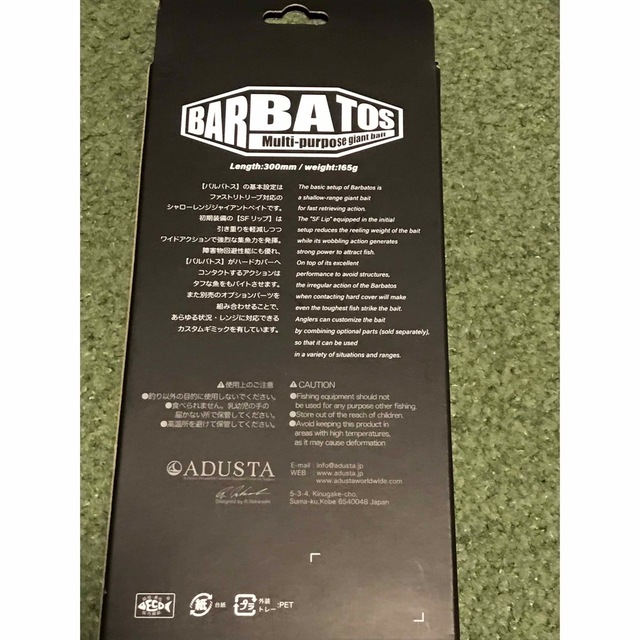 BARBATOS
Multi-purpose giant bait
Length:300mm / weight:165g
【バルバトス】の基本設定は
ファストリトリーブ対応の
シャローレンジジャイアントベイトです。
初期装備の【SFリップ】は
引き重りを軽減しつつ
ワイドアクションで強烈な集魚力を発揮。
障害物回避性能にも優れ、
【バルバトス】がハードカバーへ
コンタクトするアクションは
タフな魚をもバイトさせます。
また別売のオプションパーツを
組み合わせることで、
あらゆる状況・レンジに対応できる
カスタムギミックを有しています。
The basic setup of Barbatos is
a shallow-range giant bait
for fast retrieving action.
The "SF Lip" equipped in the initial
setup reduces the reeling weight of the bait
while its wobbling action generates
strong power to attract fish.
On top of its excellent
performance to avoid structures,
the irregular action of the Barbatos
when contacting hard cover will make
even the toughest fish strike the bait.
Anglers can customize the bait
by combining optional parts (sold separately),
so that it can be used
in a variety of situations and ranges.
⚠使用上のご注意
●釣り以外の目的に使用しないでください。
●食べられません。乳幼児の手の
届かない所で保管してください。
●高温所を避けて保管してください。
⚠CAUTION
●Fishing equipment should not
be used for any purpose other fishing.
●Store out of the reach of children.
●Avoid keeping this product in
areas with high temperatures,
as it may cause deformation
ADUSTA
E-mail : info@adusta.jp
WEB : www.adusta.jp
www.adustaworldwide.com
5-3-4, Kinugake-cho,
Suma-ku,Kobe 6540048 Japan
ECO
紙 台紙
プラ 外装
トレー :PET